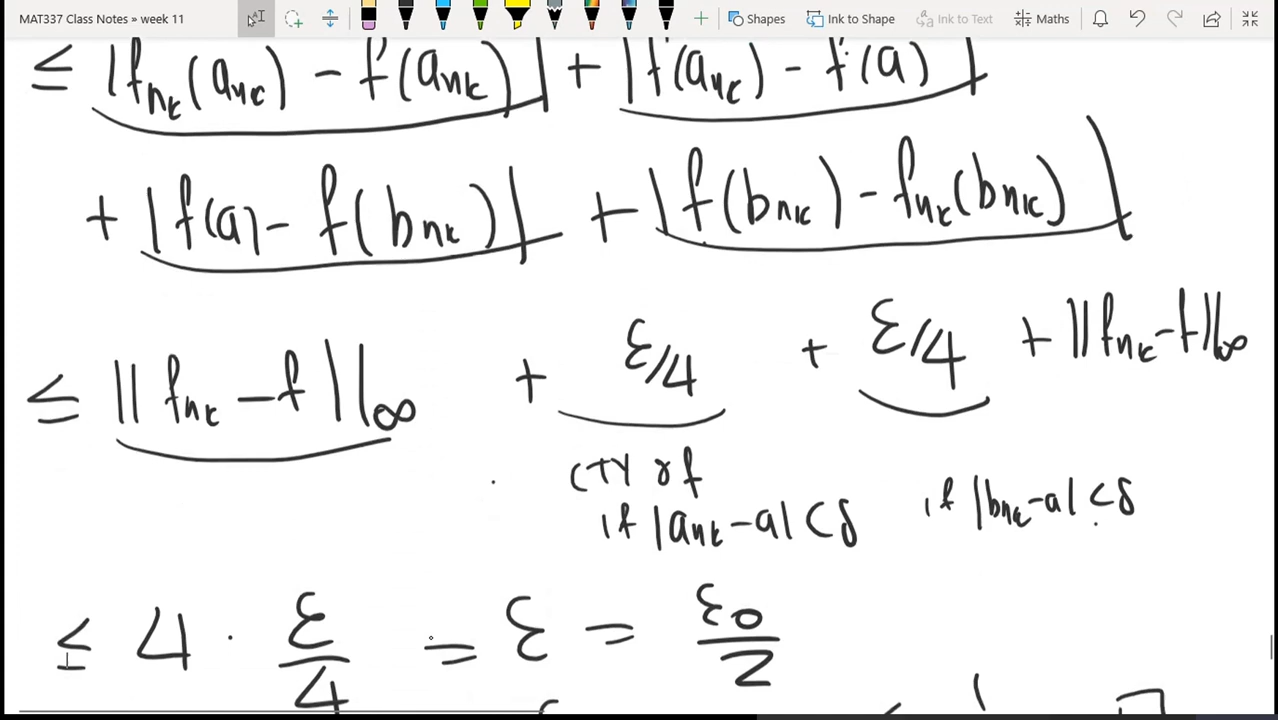 MAT337 Class Notes » week 11
Shapes Ink to Shape Ink to Text Maths
≤ |f_{n_k}(a_{n_k}) - f(a_{n_k})| + |f(a_{n_k}) - f(a)|
+ |f(a) - f(b_{n_k})| + |f(b_{n_k}) - f_{n_k}(b_{n_k})|
≤ ||f_{n_k} - f||_∞ + ε/4 + ε/4 + ||f_{n_k} - f||_∞
CTY of
if |a_{n_k} - a| < δ if |b_{n_k} - a| < δ
≤ 4 · ε/4 = ε = ε_0/2